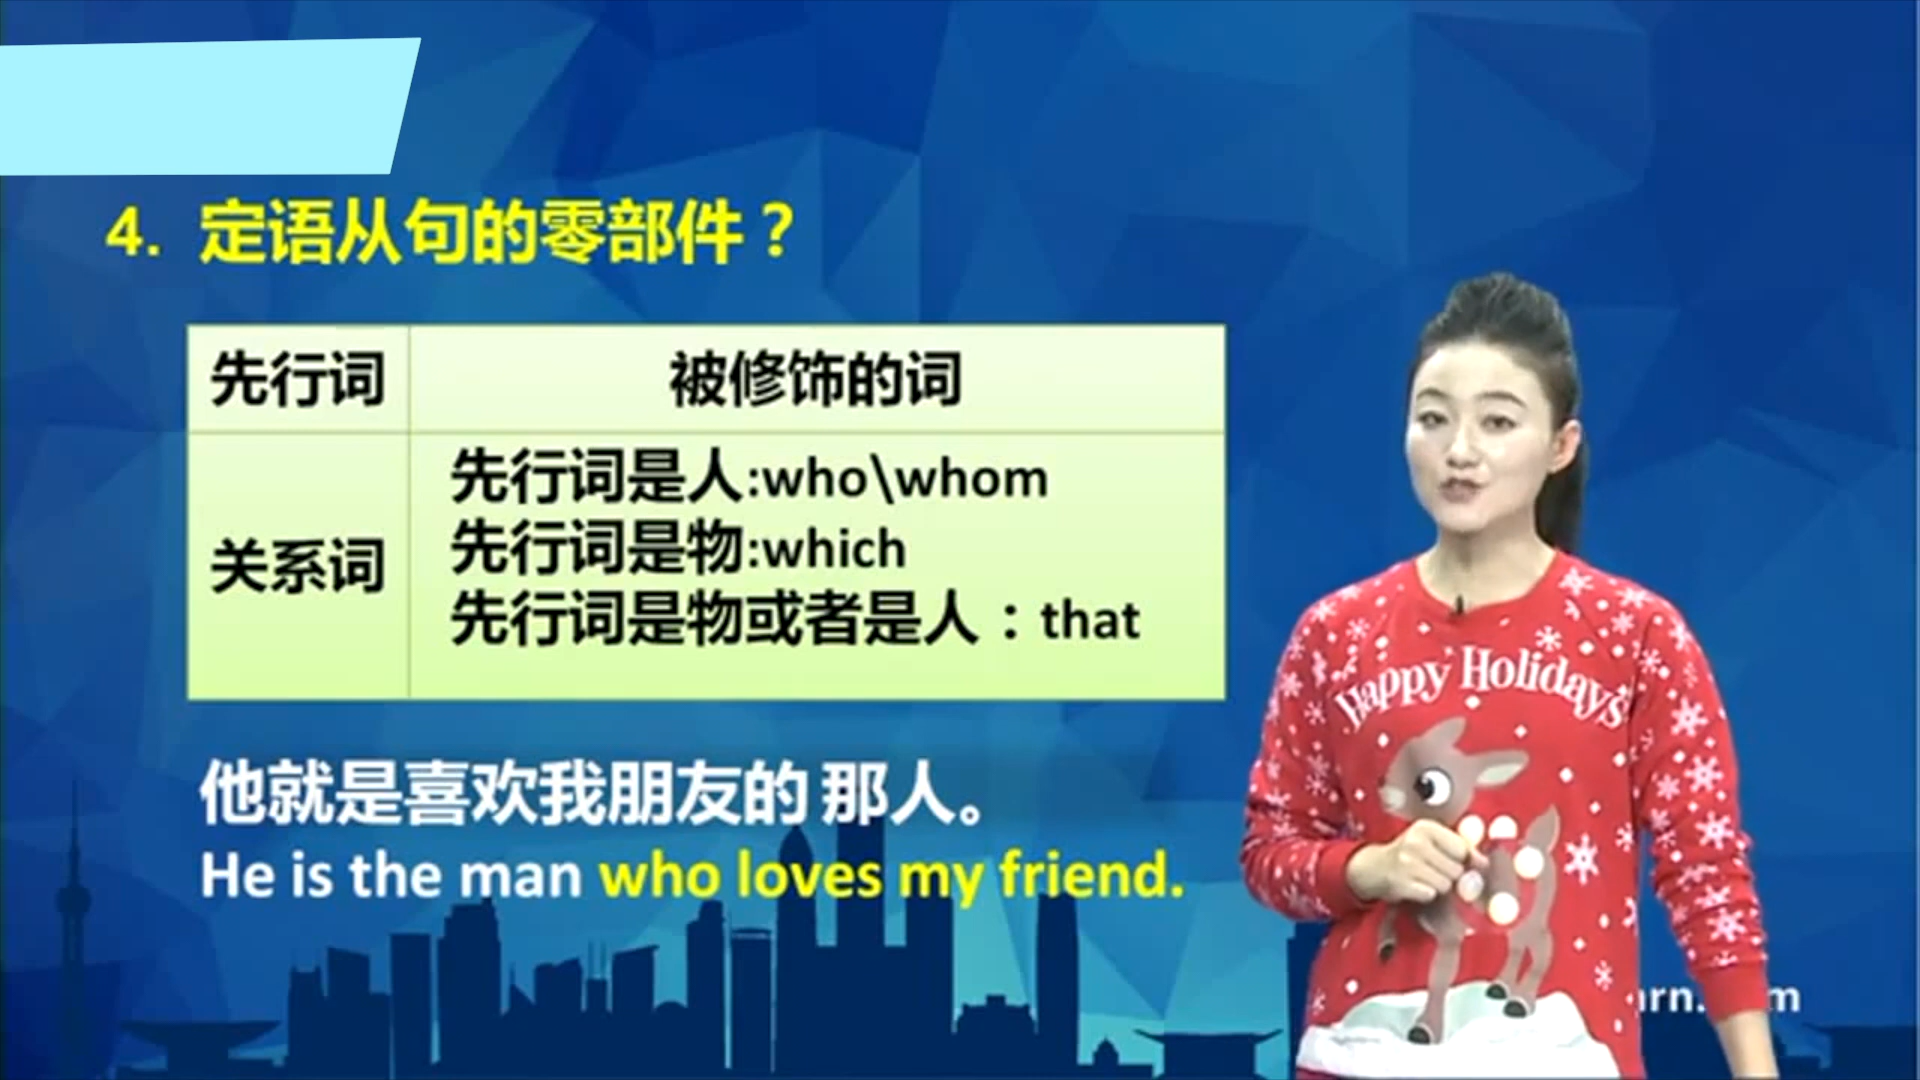 4. 定语从句的零部件？
先行词 被修饰的词
关系词
先行词是人:who\whom
先行词是物:which
先行词是物或者是人：that
他就是喜欢我朋友的 那人。
He is the man who loves my friend.
Happy Holidays